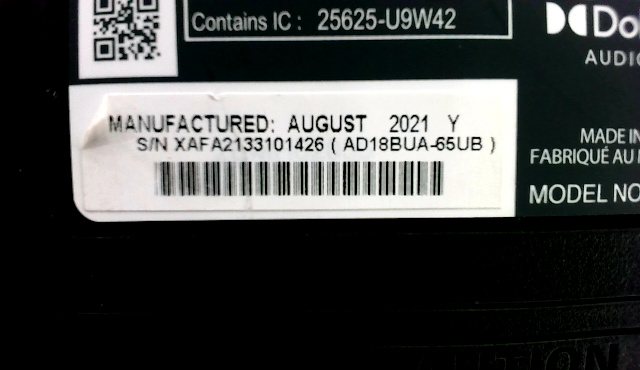 Contains IC : 25625-U9W42
AUDIO
MANUFACTURED: AUGUST 2021 Y
S/N XAFA2133101426 ( AD18BUA-65UB )
MADE IN
FABRIQUÉ AU
MODEL NO